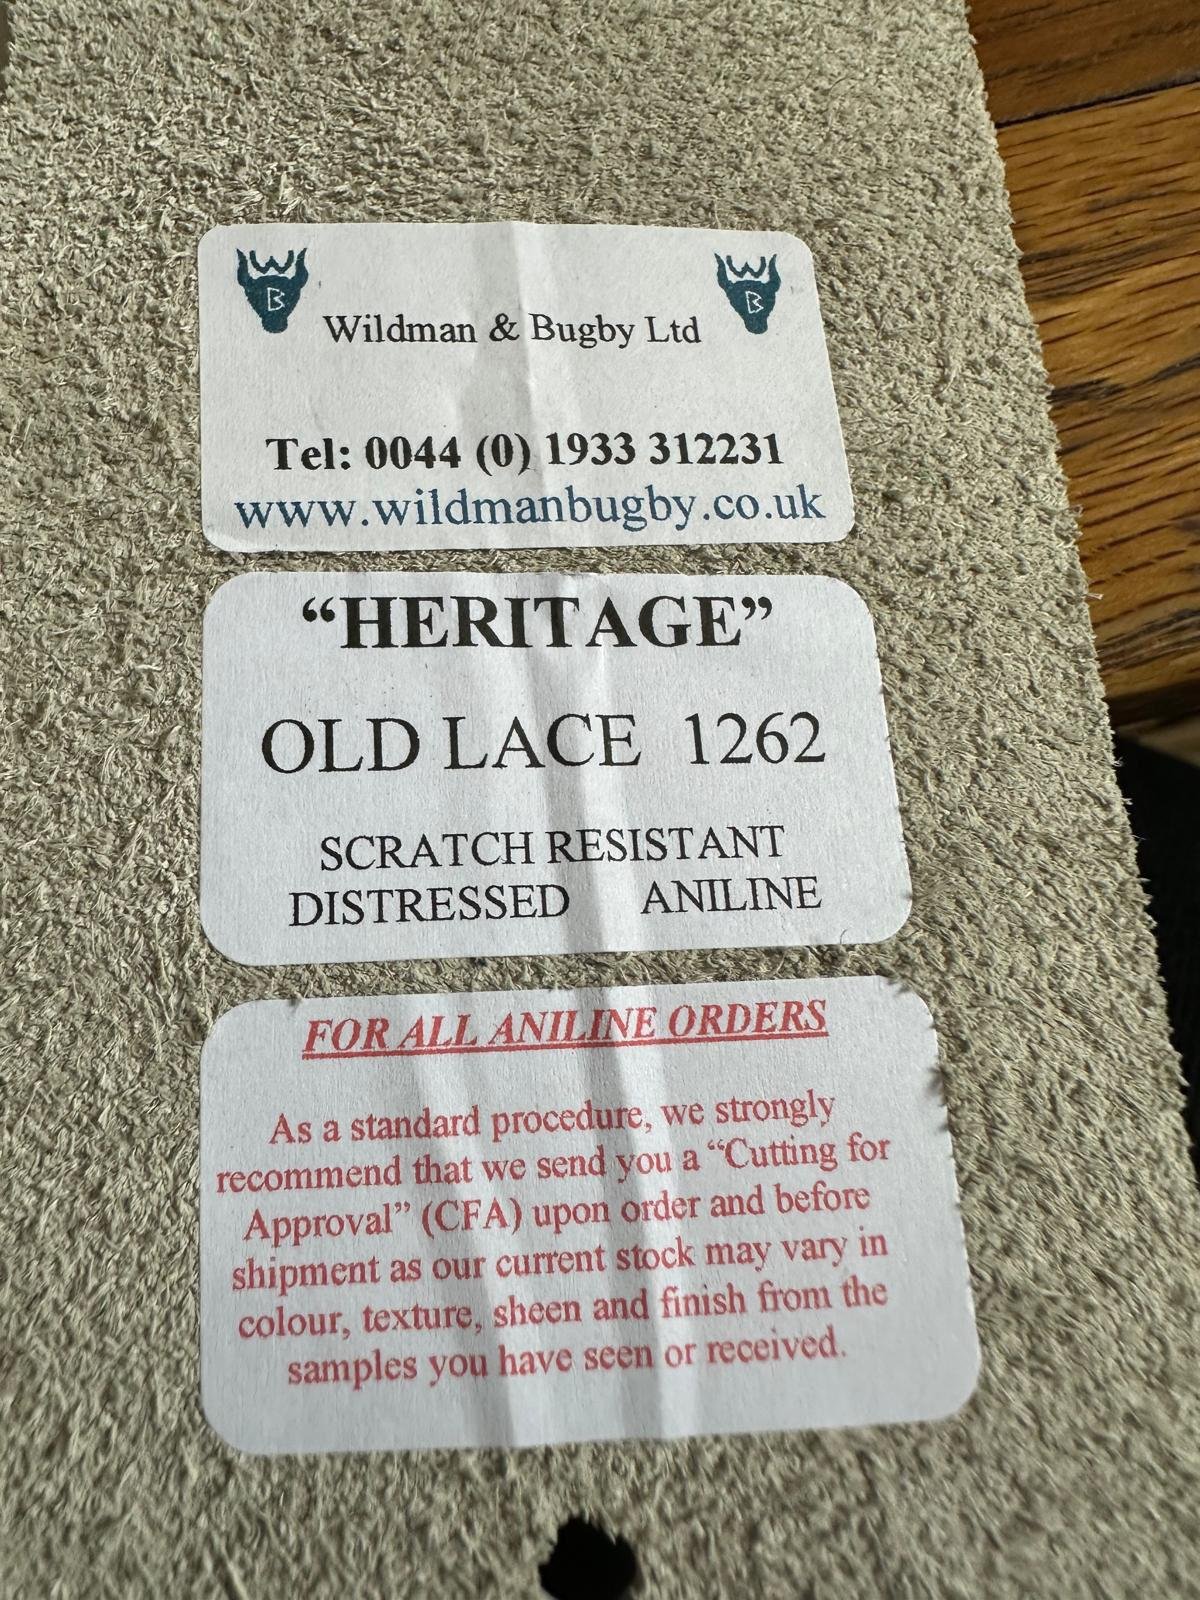 W W
B B
Wildman & Bugby Ltd
Tel: 0044 (0) 1933 312231
www.wildmanbugby.co.uk
“HERITAGE”
OLD LACE 1262
SCRATCH RESISTANT
DISTRESSED ANILINE
FOR ALL ANILINE ORDERS
As a standard procedure, we strongly
recommend that we send you a “Cutting for
Approval” (CFA) upon order and before
shipment as our current stock may vary in
colour, texture, sheen and finish from the
samples you have seen or received.